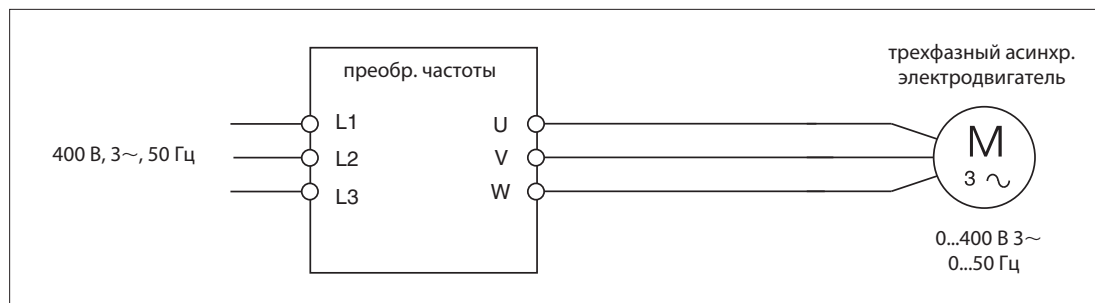 преобр. частоты
трехфазный асинхр.
электродвигатель
400 В, 3~, 50 Гц
L1
L2
L3
U
V
W
M
3 ~
0...400 В 3~
0...50 Гц